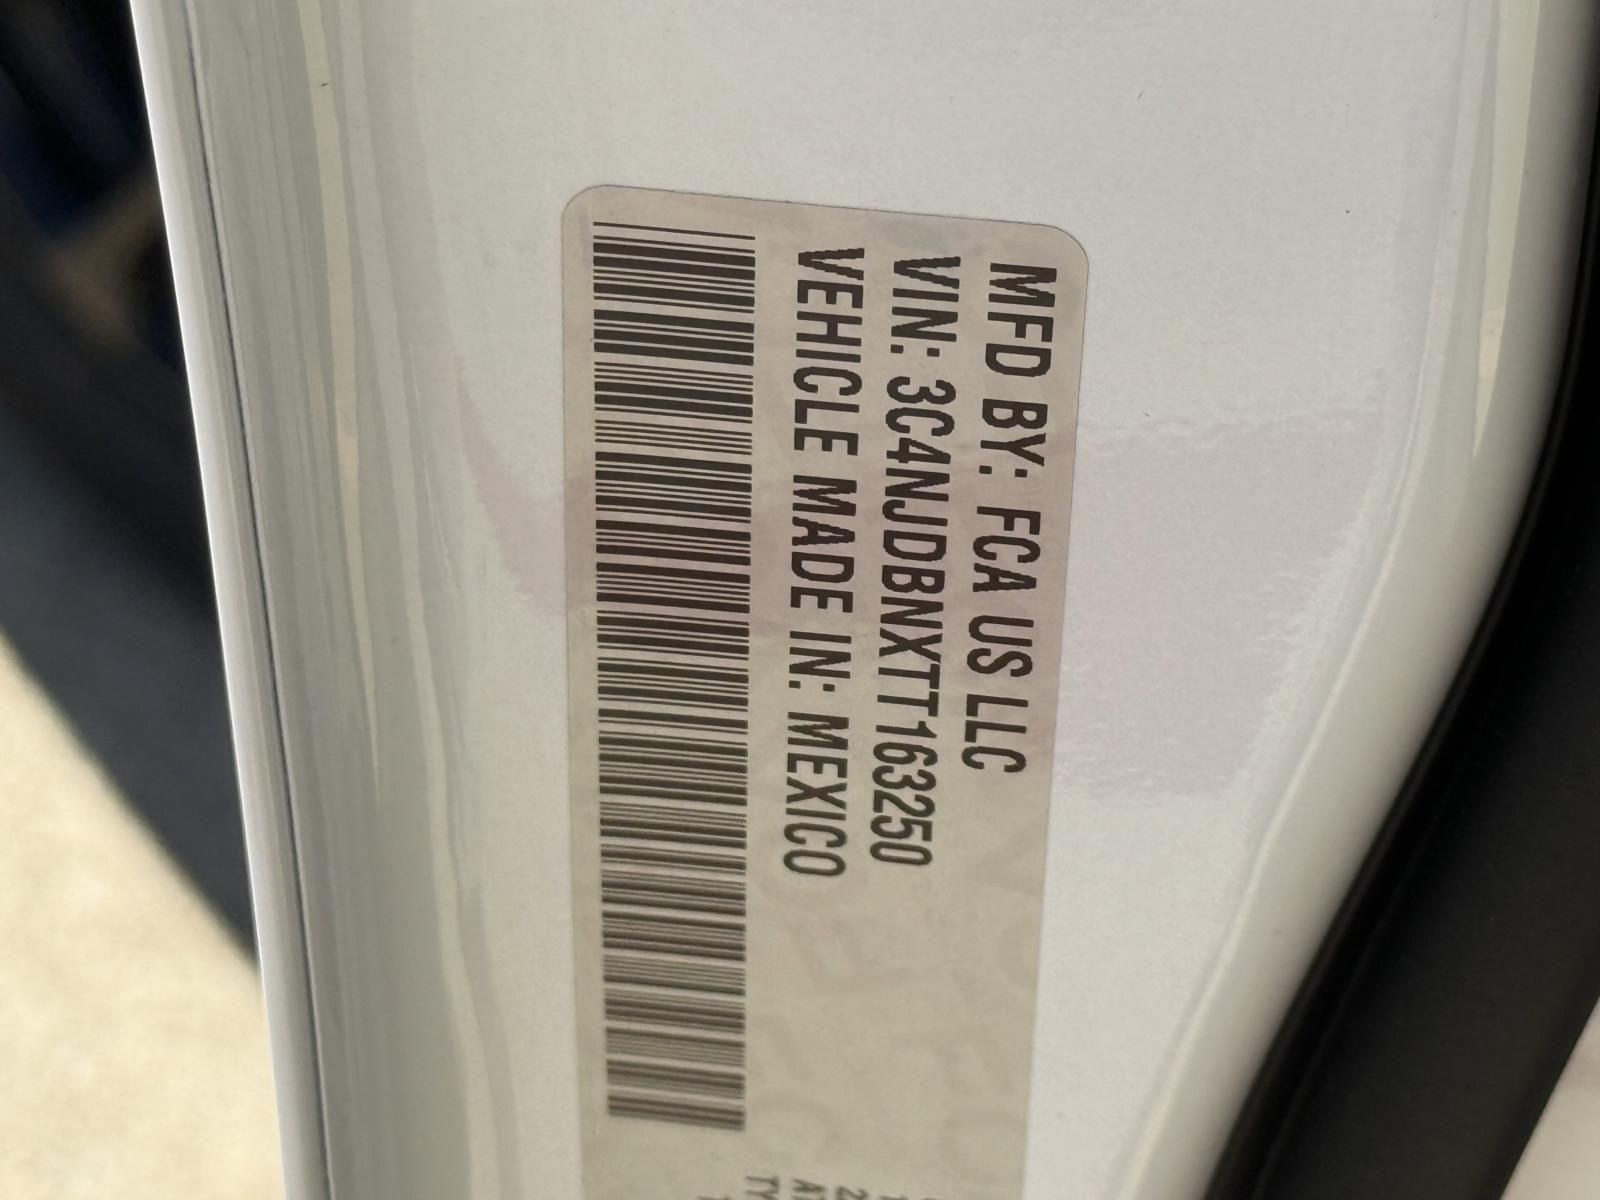 MFD BY: FCA US LLC
VIN: 3C4NJDBNXTT163250
VEHICLE MADE IN: MEXICO